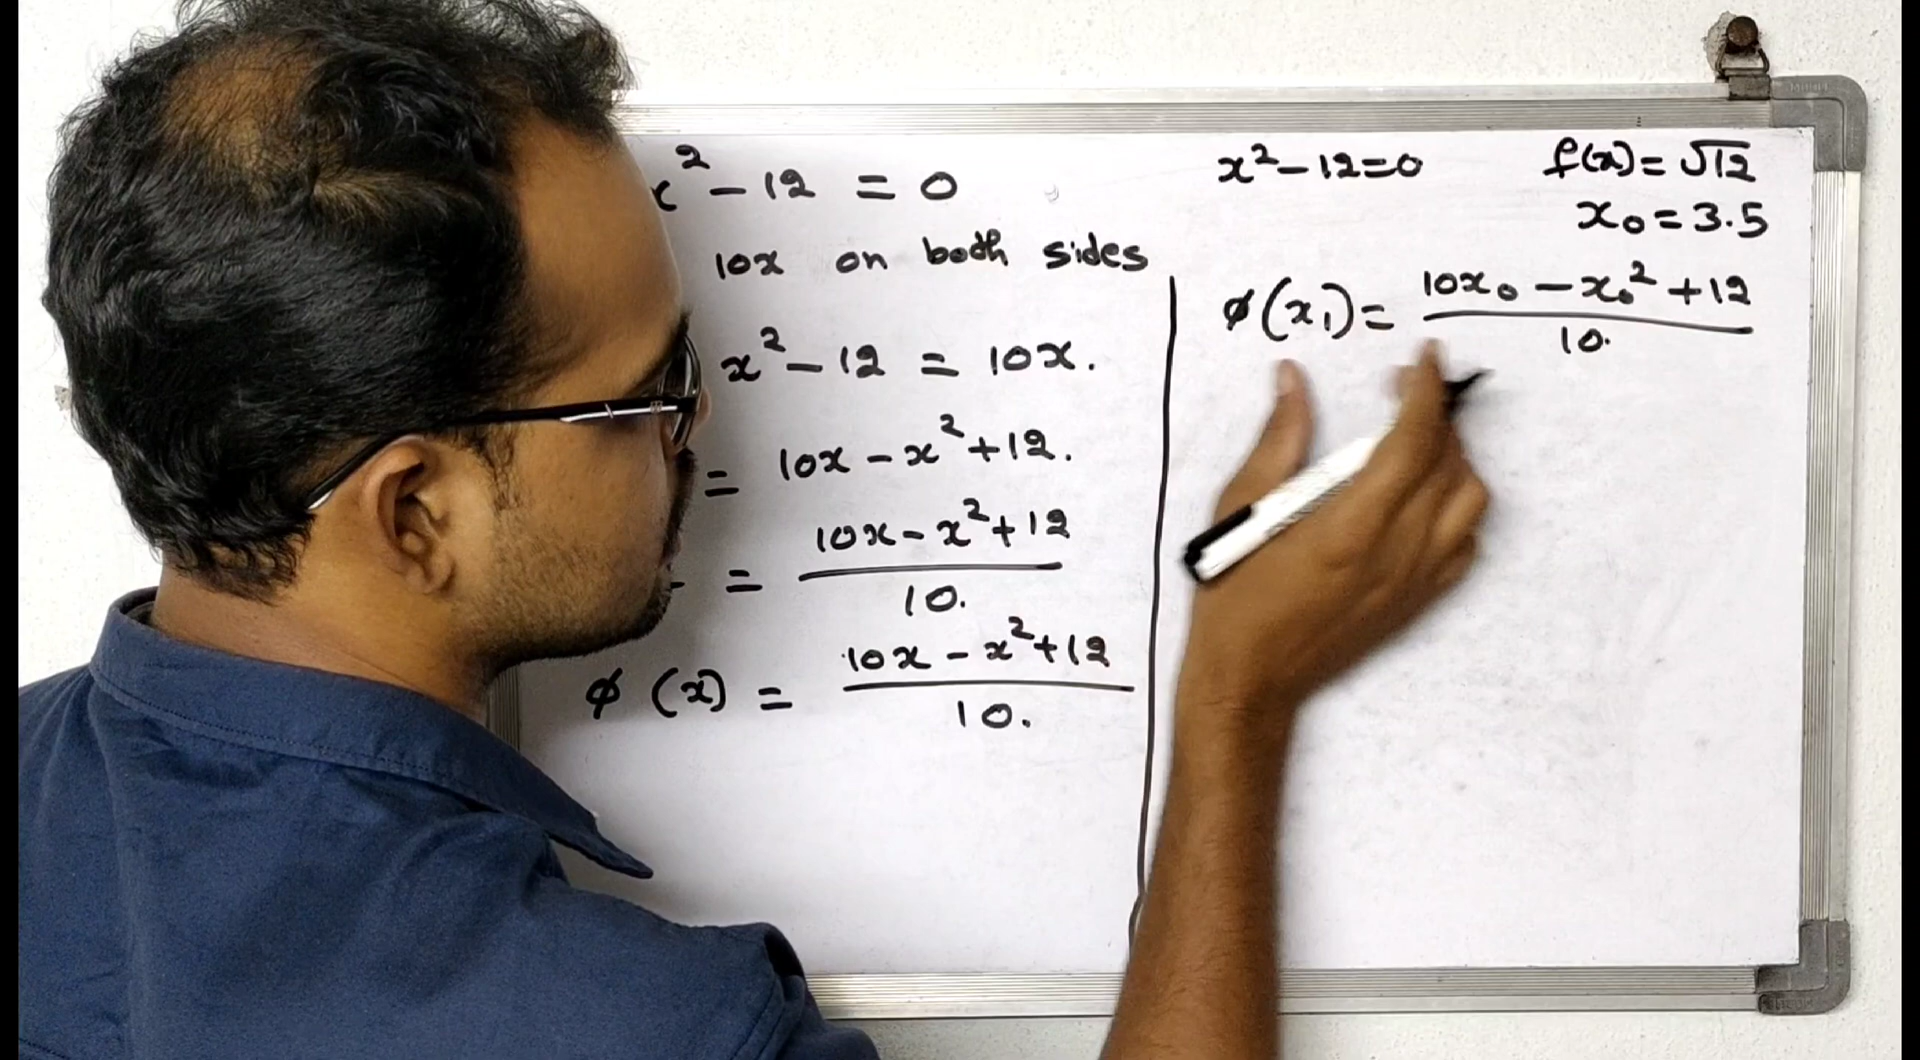 x² - 12 = 0
10x on both sides
x² - 12 = 10x.
= 10x - x² + 12.
= 10x - x² + 12
10.
φ (x) = 10x - x² + 12
10.
x² - 12 = 0
f(x) = √12
x₀ = 3.5
φ(x₁) = 10x₀ - x₀² + 12
10.